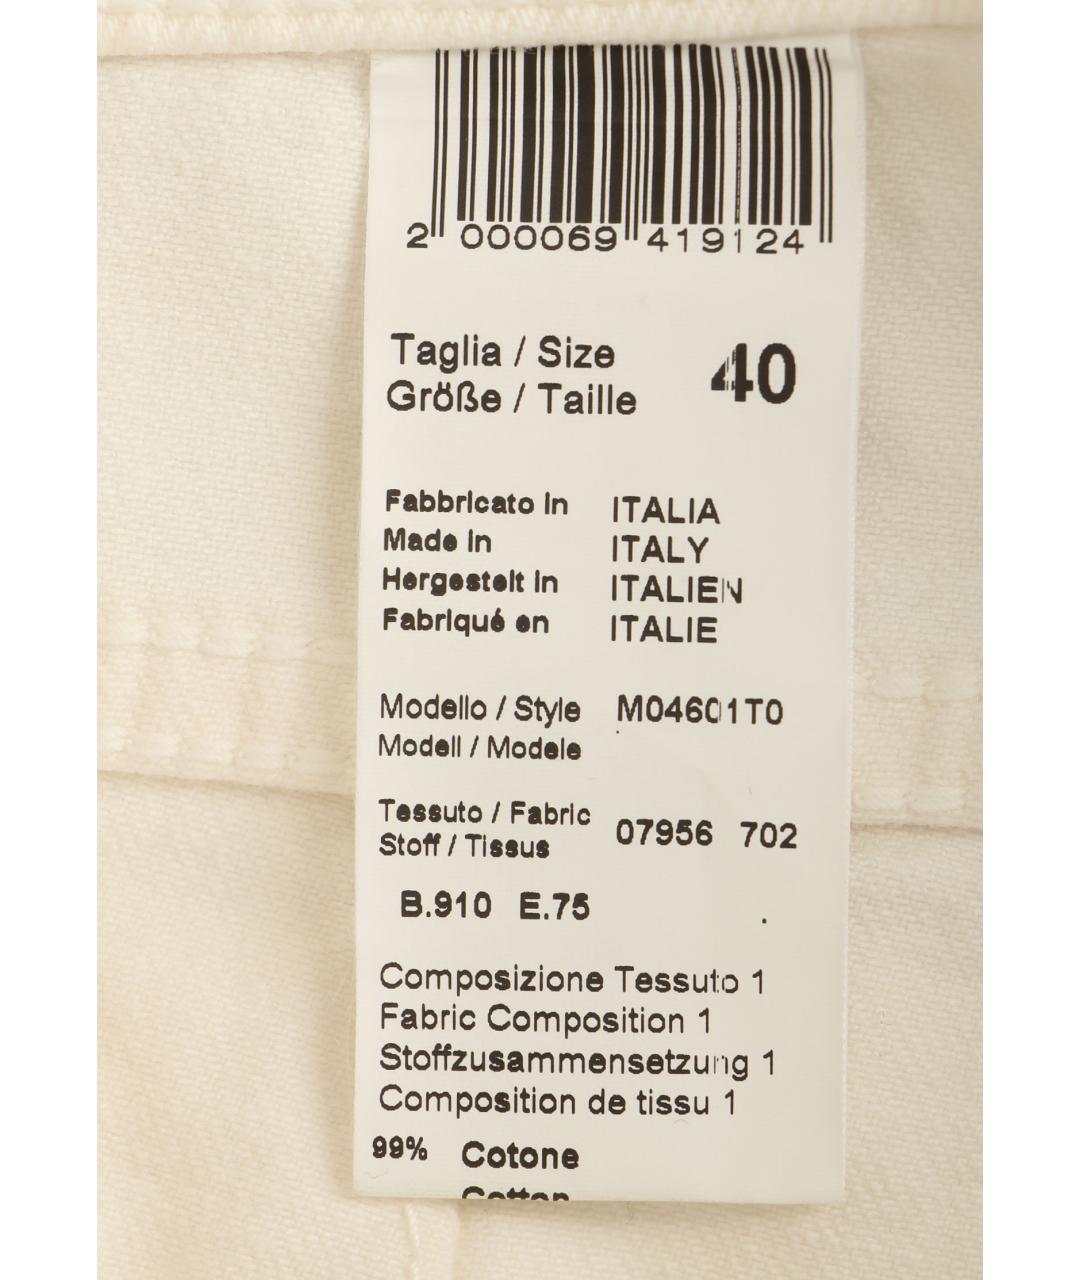 2 000069 419124
Taglia / Size 40
Größe / Taille
Fabbricato in ITALIA
Made in ITALY
Hergestelt in ITALIEN
Fabriqué en ITALIE
Modello / Style M04601T0
Modell / Modele
Tessuto / Fabric 07956 702
Stoff / Tissus
B.910 E.75
Composizione Tessuto 1
Fabric Composition 1
Stoffzusammensetzung 1
Composition de tissu 1
99% Cotone
Cotton